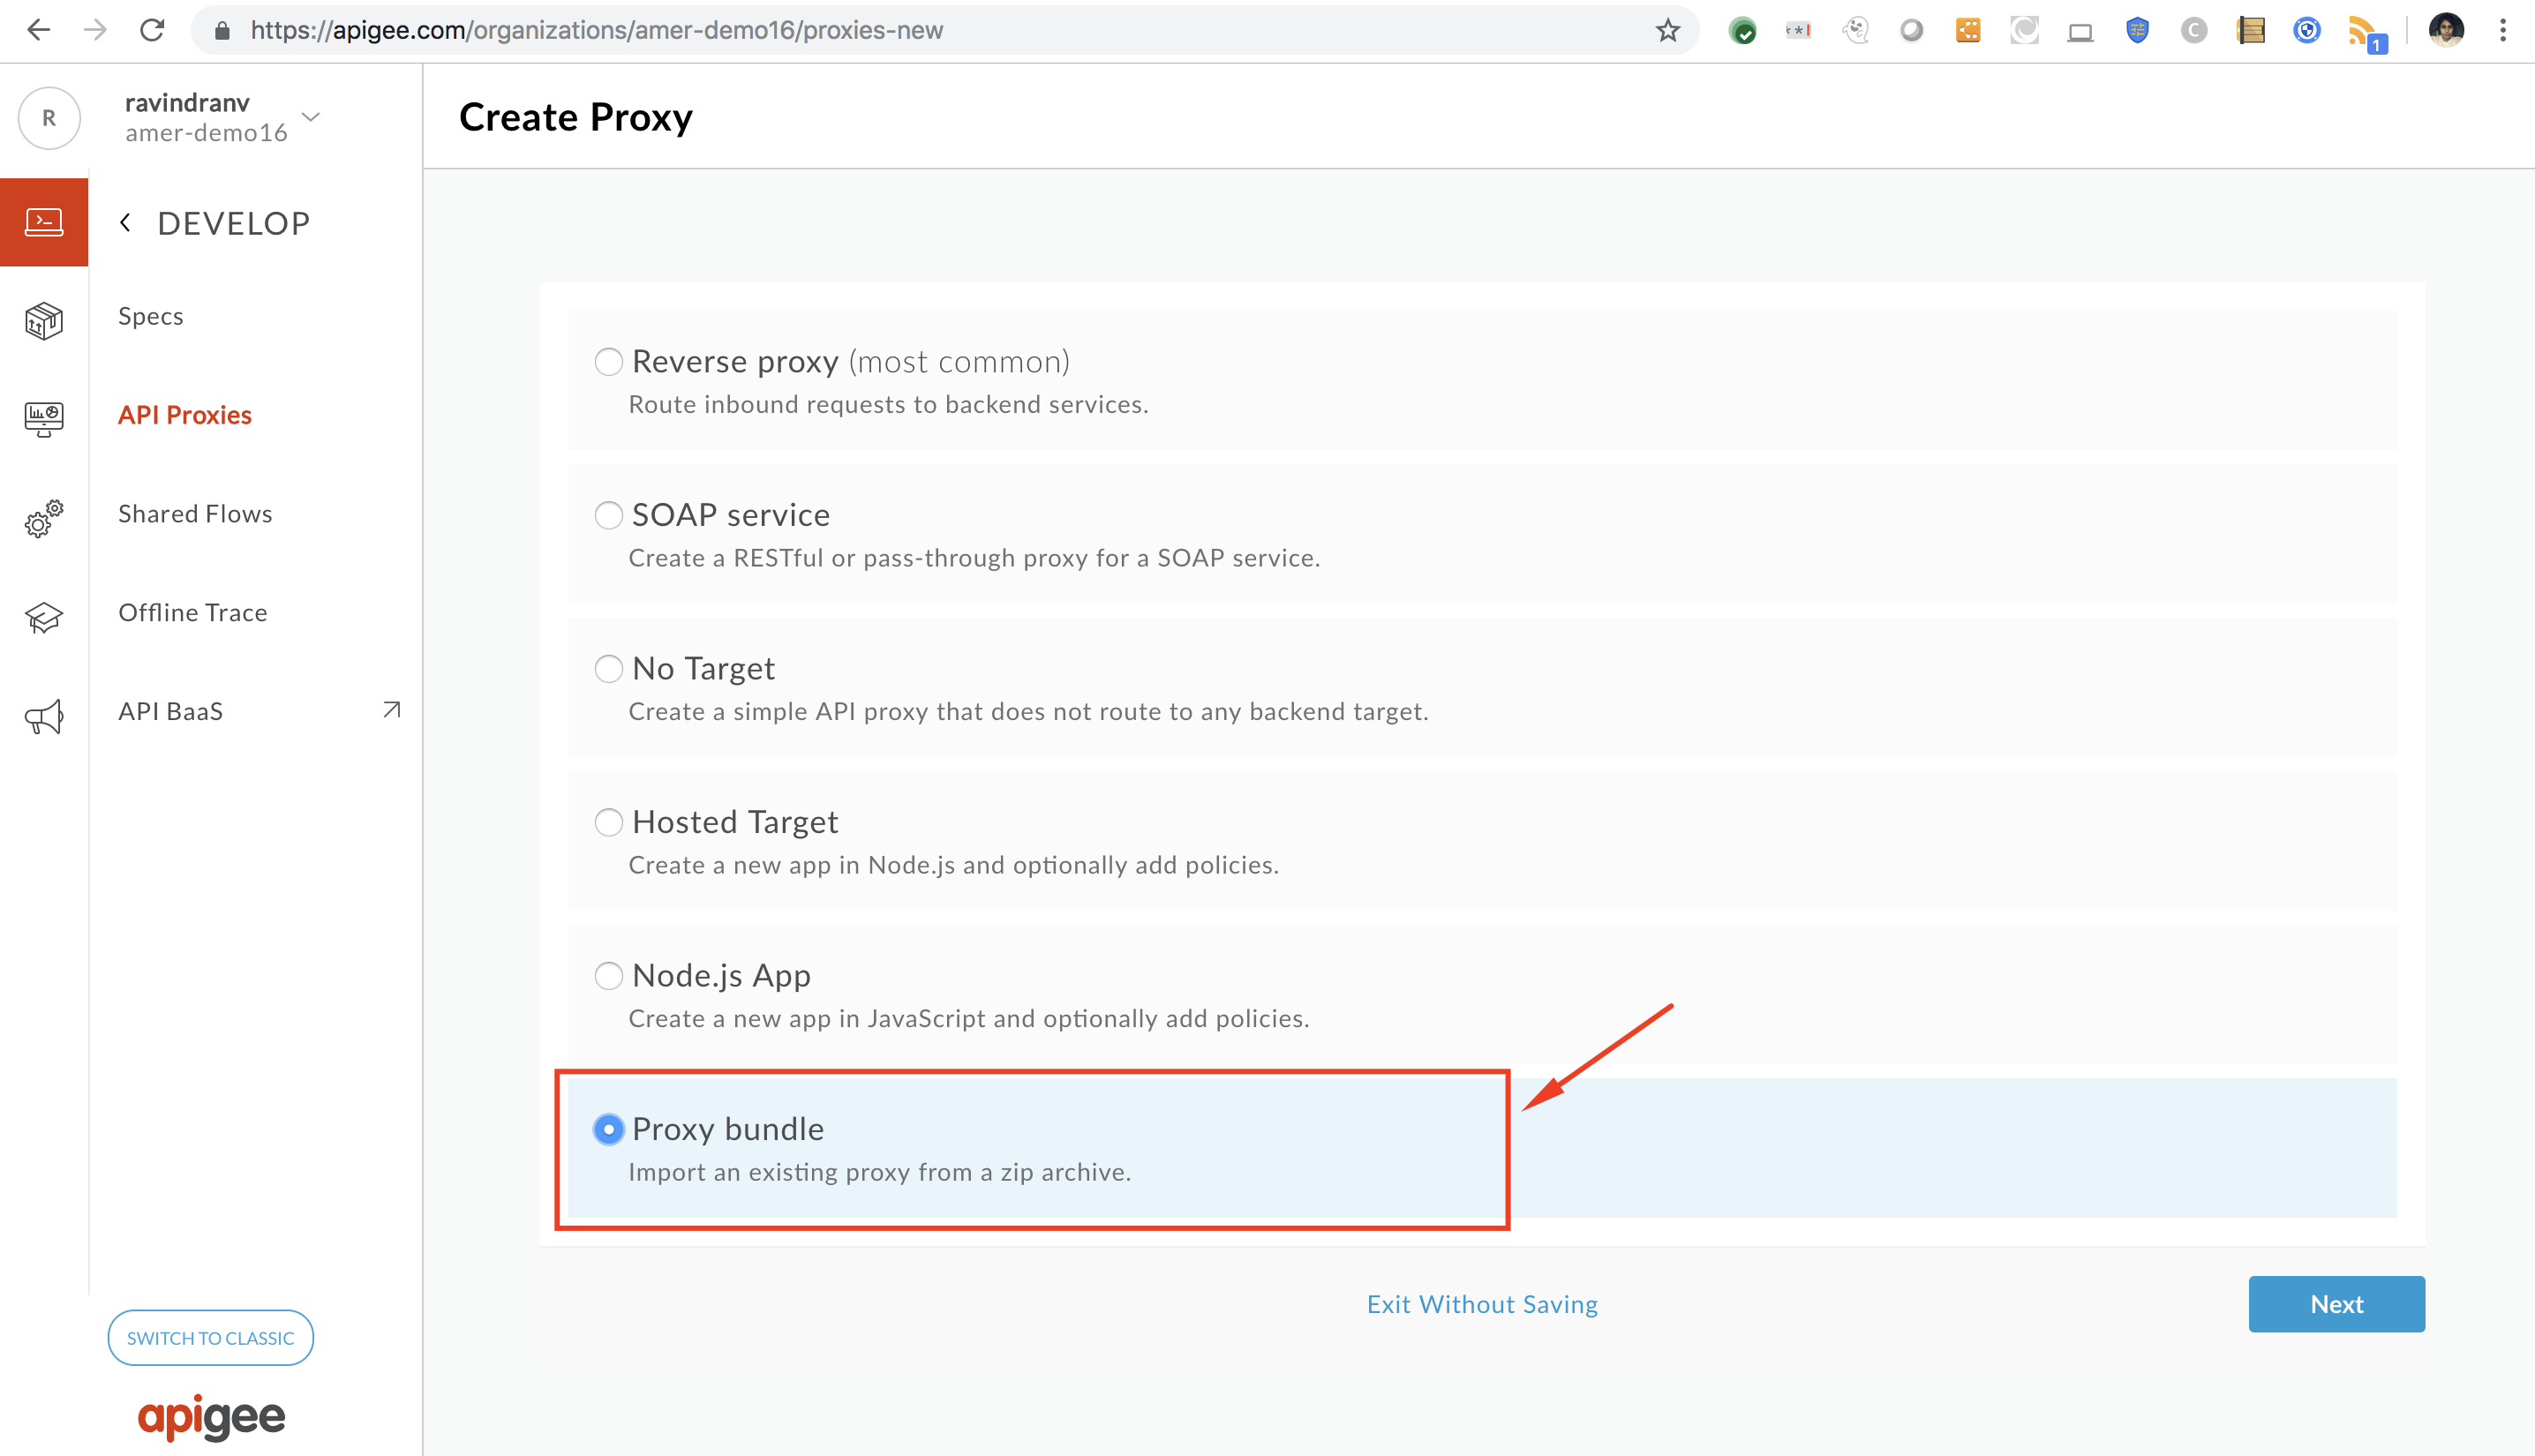 https://apigee.com/organizations/amer-demo16/proxies-new
* * !
C
1
R
ravindranv
amer-demo16
Create Proxy
DEVELOP
Specs
API Proxies
Shared Flows
Offline Trace
API BaaS
Reverse proxy (most common)
Route inbound requests to backend services.
SOAP service
Create a RESTful or pass-through proxy for a SOAP service.
No Target
Create a simple API proxy that does not route to any backend target.
Hosted Target
Create a new app in Node.js and optionally add policies.
Node.js App
Create a new app in JavaScript and optionally add policies.
Proxy bundle
Import an existing proxy from a zip archive.
Exit Without Saving
Next
SWITCH TO CLASSIC
apigee